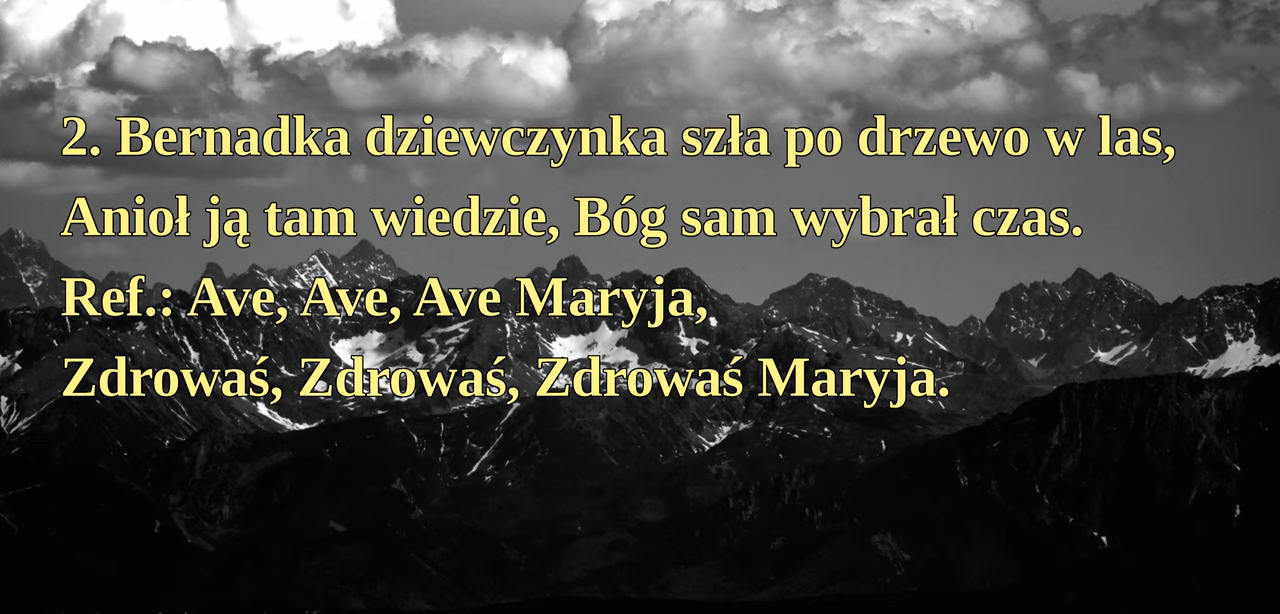 2. Bernadka dziewczynka szła po drzewo w las,
Anioł ją tam wiedzie, Bóg sam wybrał czas.
Ref.: Ave, Ave, Ave Maryja,
Zdrowaś, Zdrowaś, Zdrowaś Maryja.